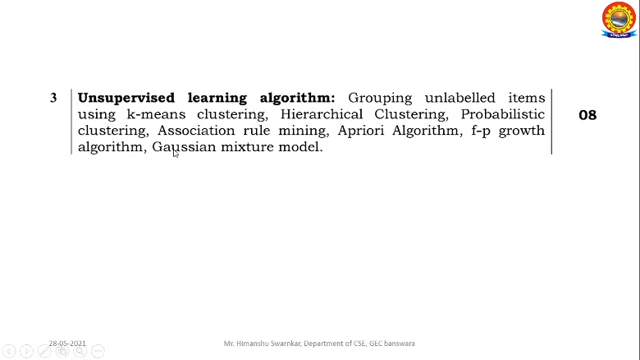 3 Unsupervised learning algorithm: Grouping unlabelled items
using k-means clustering, Hierarchical Clustering, Probabilistic
clustering, Association rule mining, Apriori Algorithm, f-p growth
algorithm, Gaussian mixture model.
08
28-05-2021 Mr. Himanshu Swarnkar, Department of CSE, GEC banswara